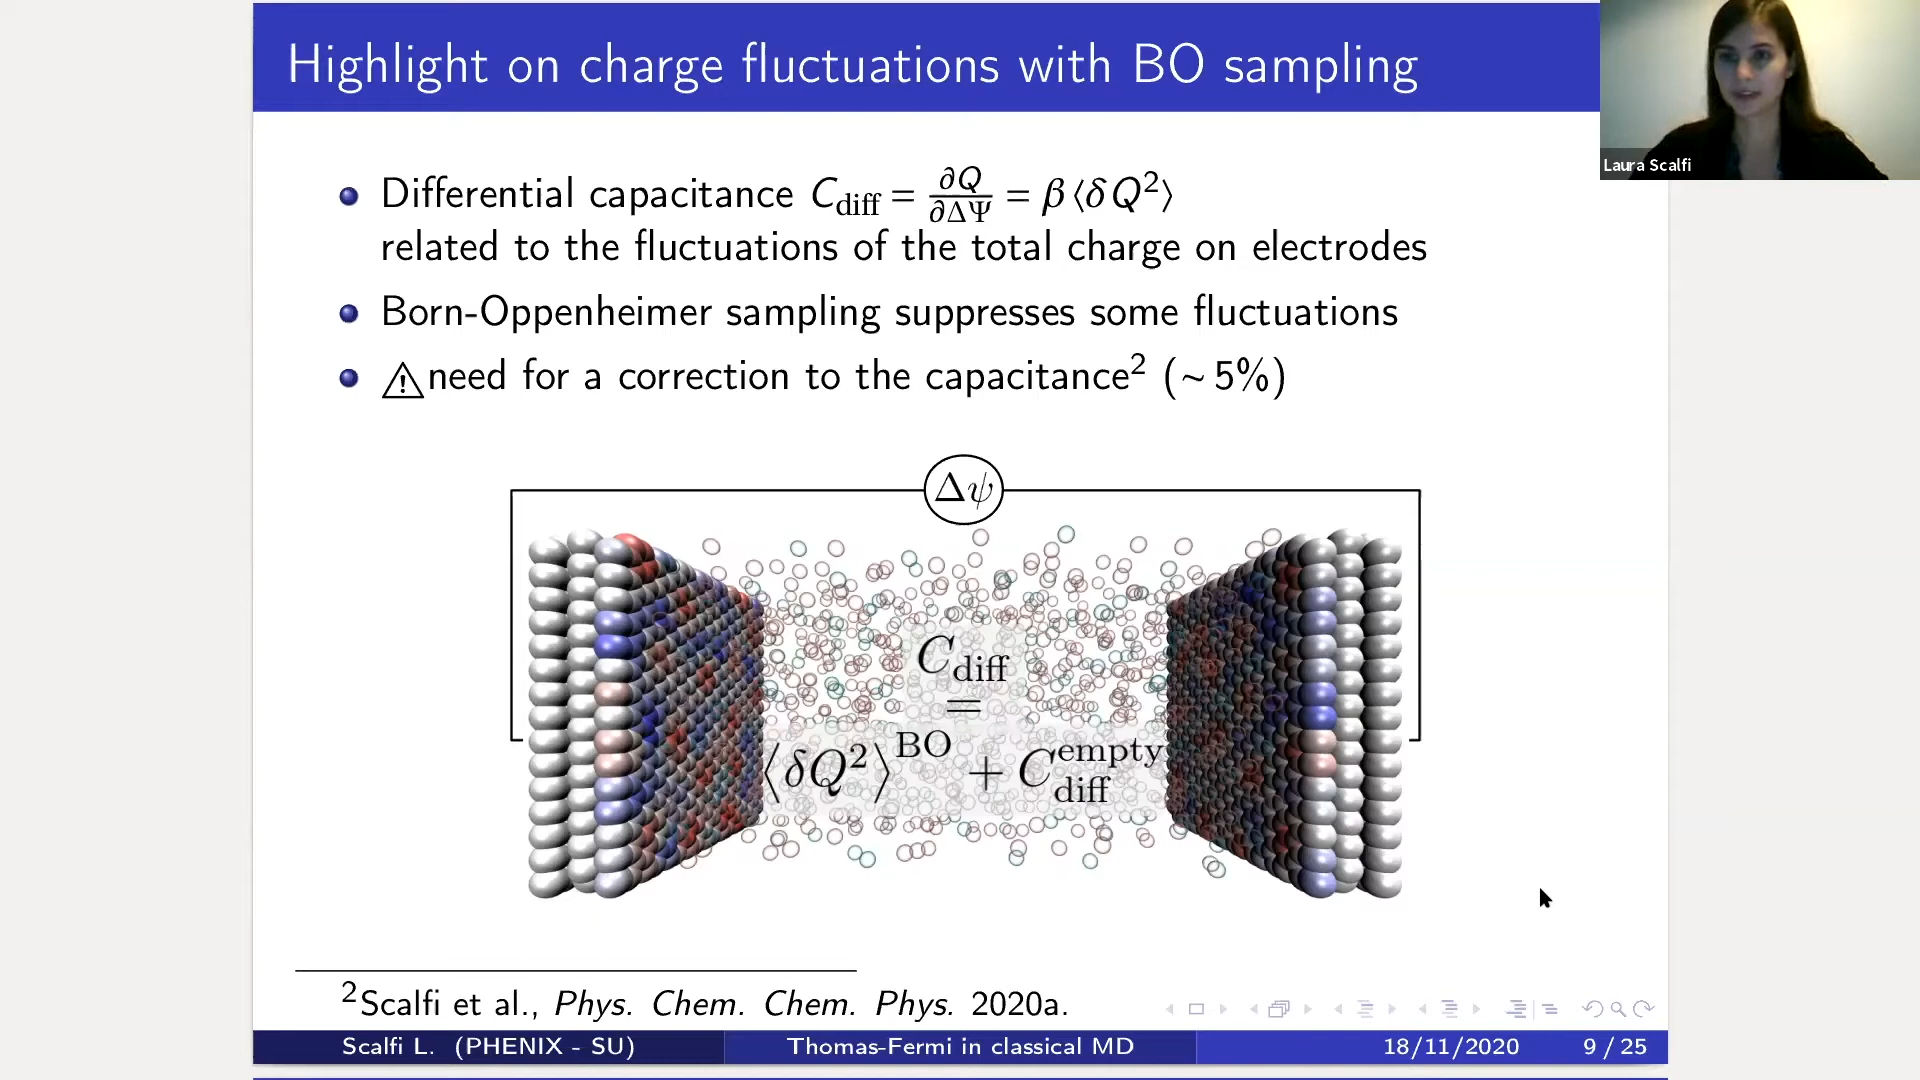 Highlight on charge fluctuations with BO sampling
Laura Scalfi
Differential capacitance C_diff = ∂Q/∂ΔΨ = β⟨δQ²⟩
related to the fluctuations of the total charge on electrodes
Born-Oppenheimer sampling suppresses some fluctuations
⚠need for a correction to the capacitance² (∼5%)
Δψ
C_diff
=
⟨δQ²⟩^BO + C_diff^empty
²Scalfi et al., Phys. Chem. Chem. Phys. 2020a.
Scalfi L. (PHENIX - SU) Thomas-Fermi in classical MD 18/11/2020 9 / 25